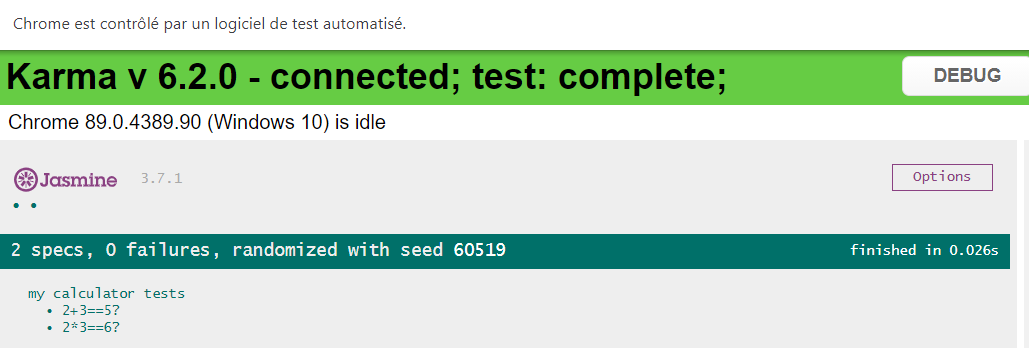 Chrome est contrôlé par un logiciel de test automatisé.
Karma v 6.2.0 - connected; test: complete;
DEBUG
Chrome 89.0.4389.90 (Windows 10) is idle
Jasmine 3.7.1
Options
• •
2 specs, 0 failures, randomized with seed 60519
finished in 0.026s
my calculator tests
• 2+3==5?
• 2*3==6?